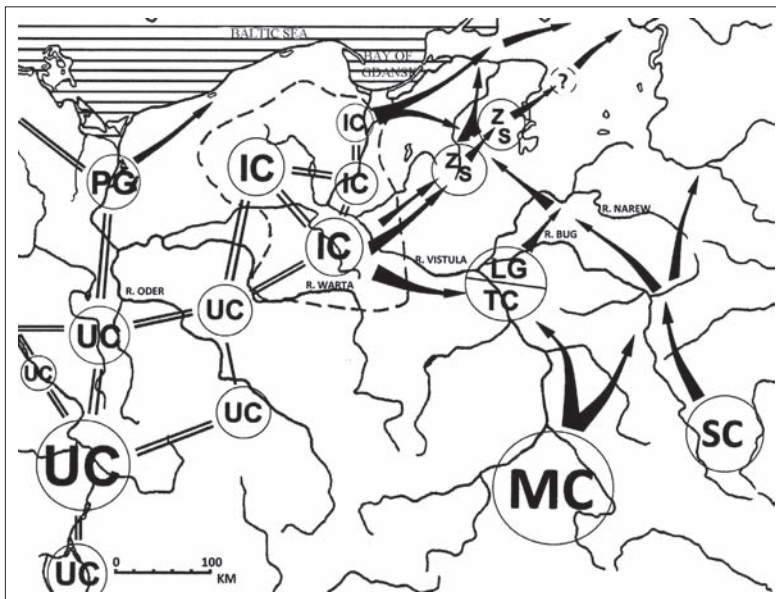 BALTIC SEA
BAY OF
GDANSK
IC
?
Z
S
PG
IC
IC
Z
S
IC
R. NAREW
R. BUG
R. VISTULA
LG
TC
R. ODER
R. WARTA
UC
UC
UC
UC
UC
SC
MC
UC
0
100
KM